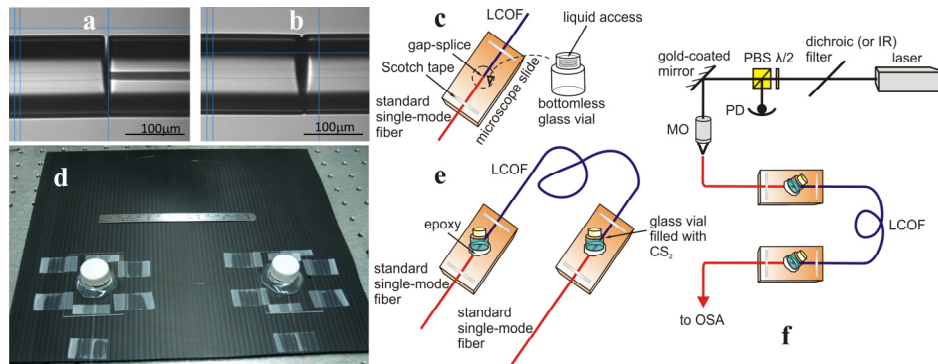 a
100μm
b
100μm
c
LCOF
liquid access
gap-splice
Scotch tape
standard
single-mode
fiber
microscope slide
bottomless
glass vial
d
e
LCOF
epoxy
glass vial
filled with
CS₂
standard
single-mode
fiber
standard
single-mode
fiber
dichroic (or IR)
filter
laser
gold-coated
mirror
PBS λ/2
PD
MO
LCOF
to OSA
f